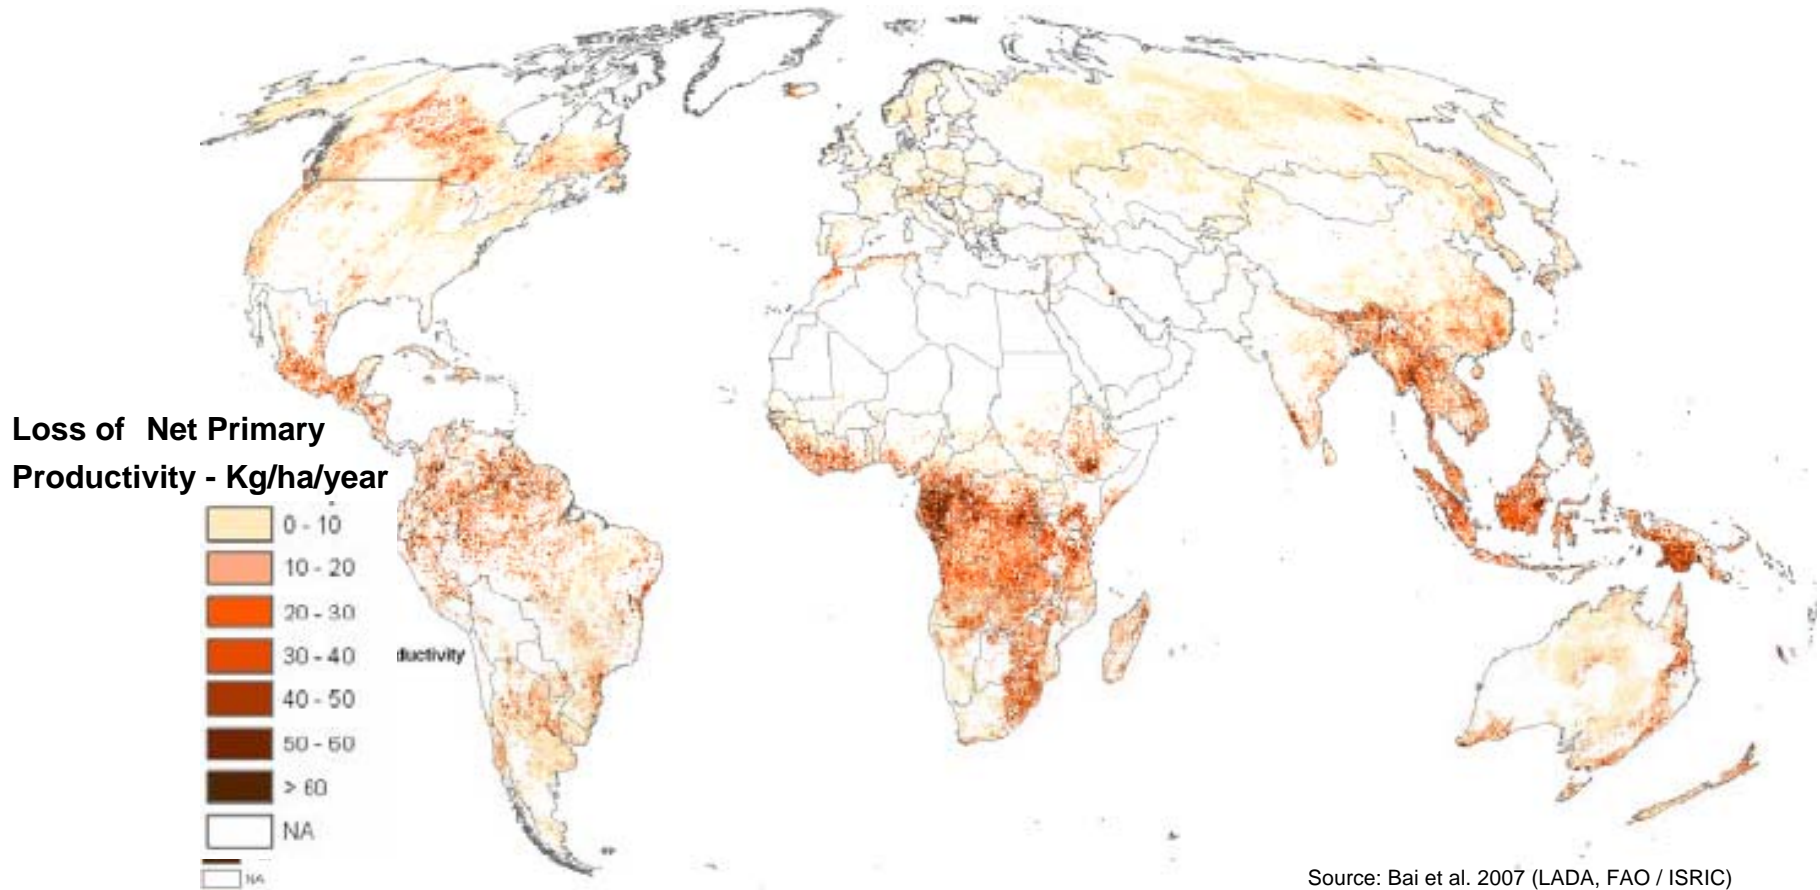 Loss of Net Primary
Productivity - Kg/ha/year
0 - 10
10 - 20
20 - 30
30 - 40
40 - 50
50 - 60
> 60
NA
NA
ductivity
Source: Bai et al. 2007 (LADA, FAO / ISRIC)